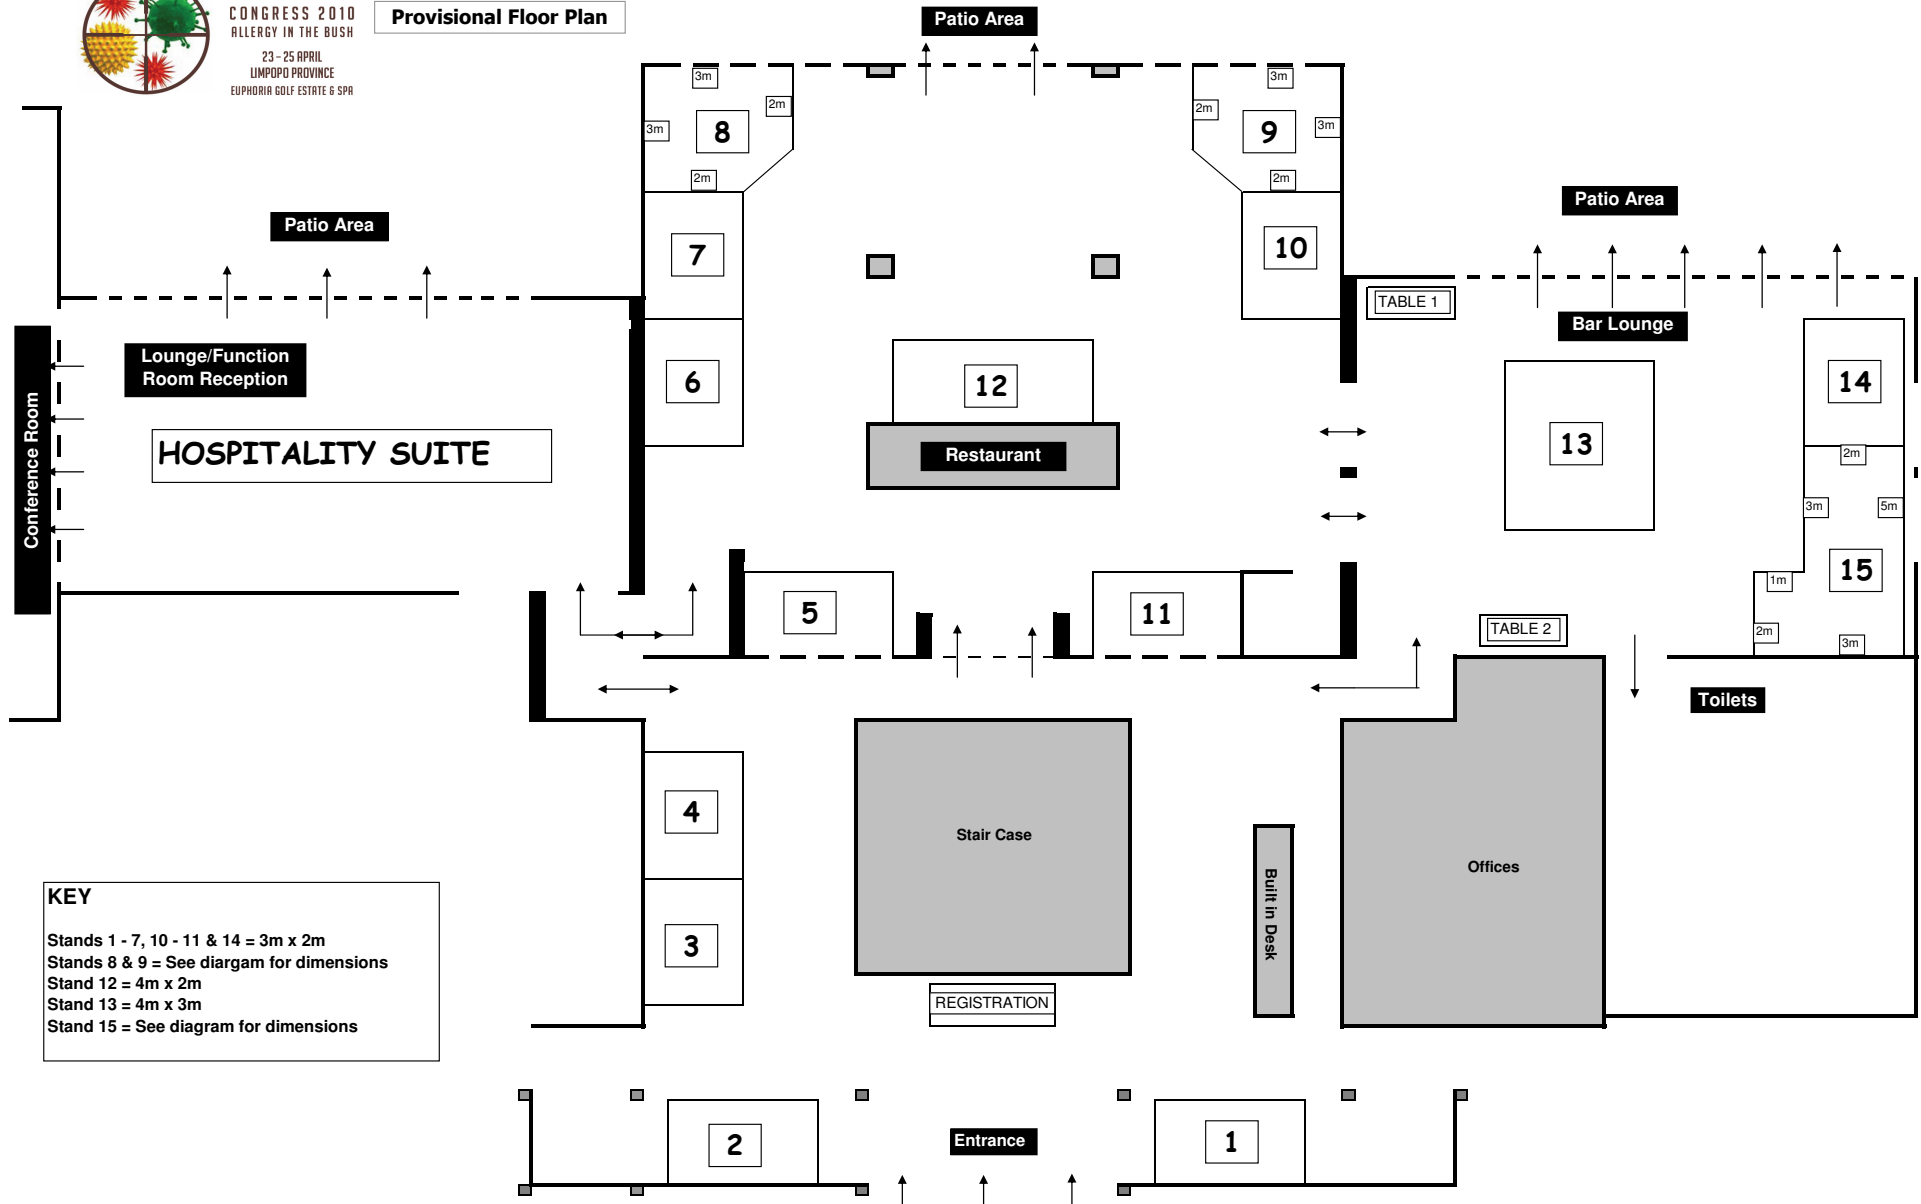 CONGRESS 2010
ALLERGY IN THE BUSH
23 - 25 APRIL
LIMPOPO PROVINCE
EUPHORIA GOLF ESTATE & SPA
Provisional Floor Plan
Patio Area
3m
2m
3m
8
2m
3m
2m
3m
9
2m
Patio Area
7
10
Patio Area
TABLE 1
Bar Lounge
Lounge/Function
Room Reception
Conference Room
HOSPITALITY SUITE
6
12
Restaurant
13
14
2m
3m
5m
15
1m
2m
3m
5
11
TABLE 2
Toilets
4
Stair Case
3
Built in Desk
Offices
REGISTRATION
KEY
Stands 1 - 7, 10 - 11 & 14 = 3m x 2m
Stands 8 & 9 = See diargam for dimensions
Stand 12 = 4m x 2m
Stand 13 = 4m x 3m
Stand 15 = See diagram for dimensions
2
Entrance
1